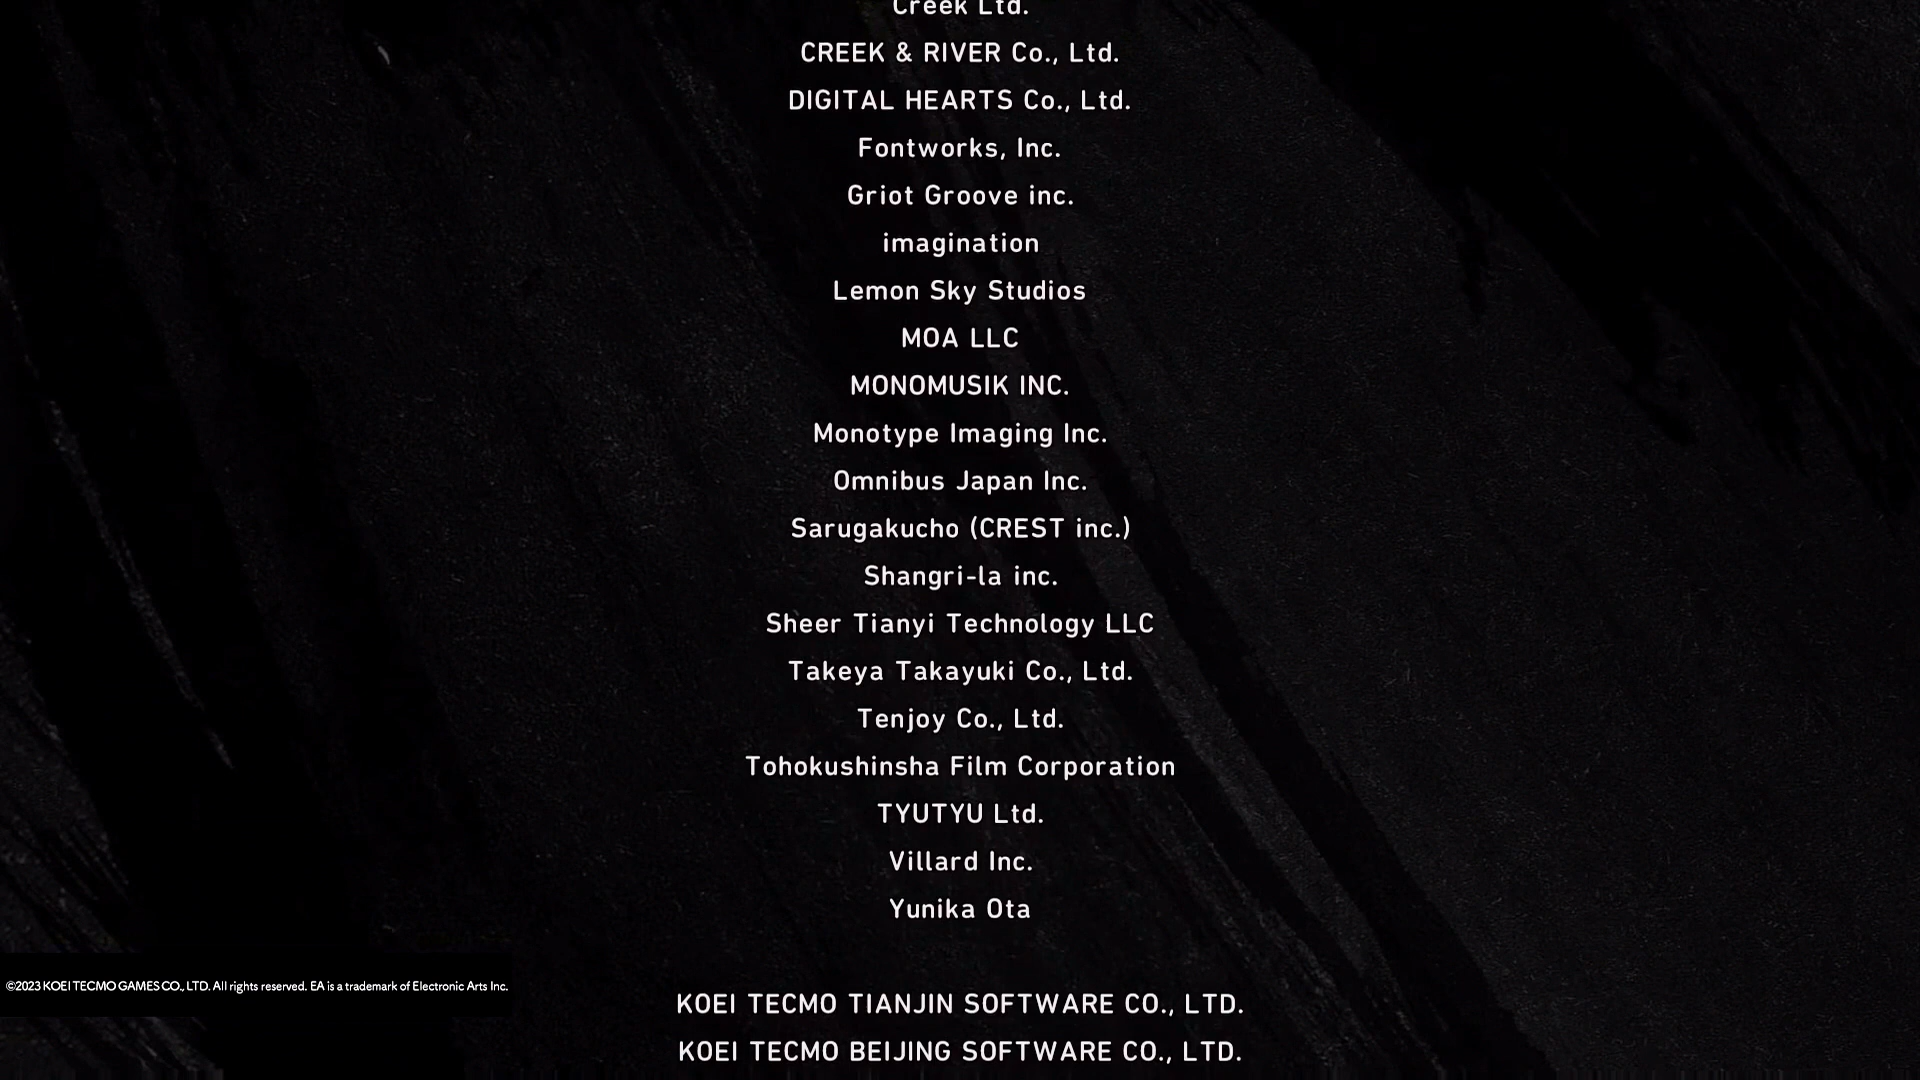 Creek Ltd.
CREEK & RIVER Co., Ltd.
DIGITAL HEARTS Co., Ltd.
Fontworks, Inc.
Griot Groove inc.
imagination
Lemon Sky Studios
MOA LLC
MONOMUSIK INC.
Monotype Imaging Inc.
Omnibus Japan Inc.
Sarugakucho (CREST inc.)
Shangri-la inc.
Sheer Tianyi Technology LLC
Takeya Takayuki Co., Ltd.
Tenjoy Co., Ltd.
Tohokushinsha Film Corporation
TYUTYU Ltd.
Villard Inc.
Yunika Ota
©2023 KOEI TECMO GAMES CO., LTD. All rights reserved. EA is a trademark of Electronic Arts Inc.
KOEI TECMO TIANJIN SOFTWARE CO., LTD.
KOEI TECMO BEIJING SOFTWARE CO., LTD.